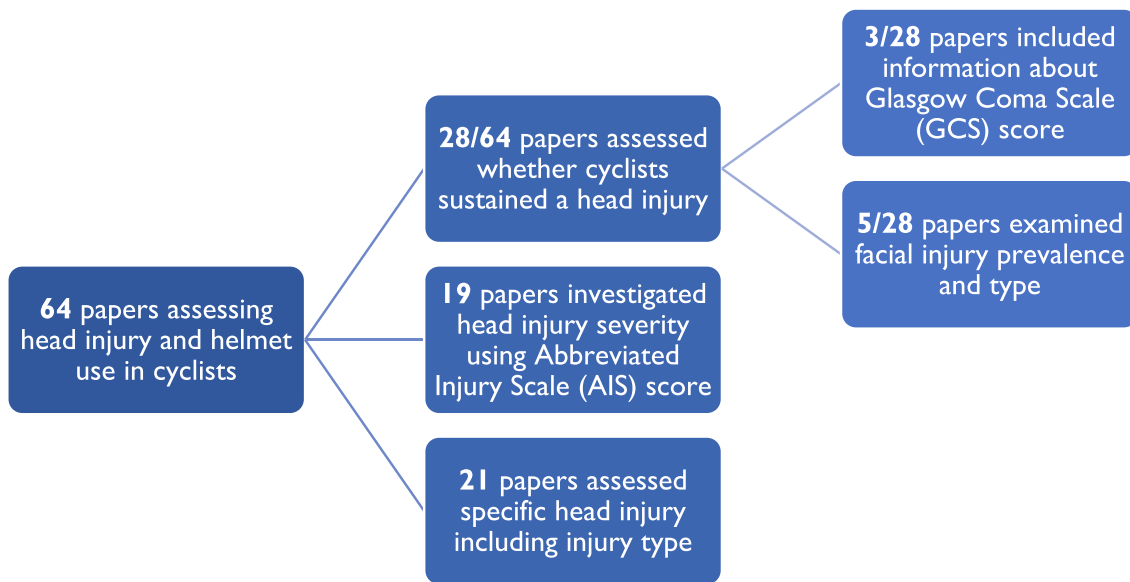 64 papers assessing
head injury and helmet
use in cyclists
28/64 papers assessed
whether cyclists
sustained a head injury
3/28 papers included
information about
Glasgow Coma Scale
(GCS) score
5/28 papers examined
facial injury prevalence
and type
19 papers investigated
head injury severity
using Abbreviated
Injury Scale (AIS) score
21 papers assessed
specific head injury
including injury type